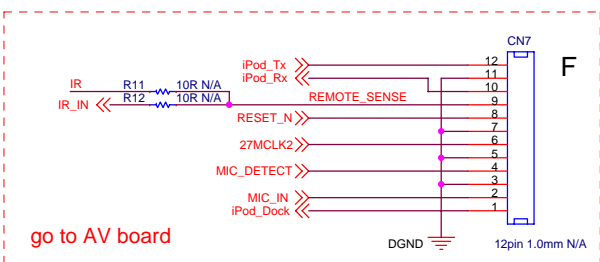 CN7
F
iPod_Tx
iPod_Rx
12
11
10
9
8
7
6
5
4
3
2
1
IR
R11
10R N/A
IR_IN
R12
10R N/A
REMOTE_SENSE
RESET_N
27MCLK2
MIC_DETECT
MIC_IN
iPod_Dock
go to AV board
DGND
12pin 1.0mm N/A